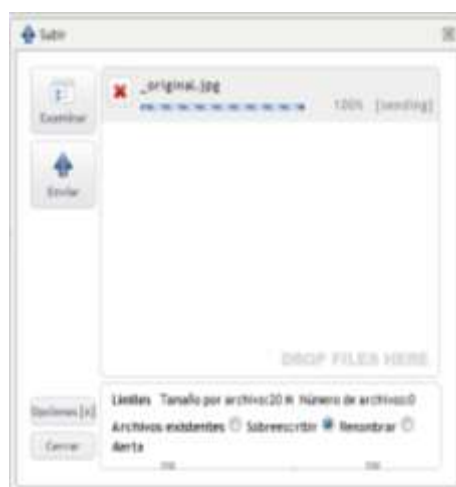 Subir
_original.jpg
100% [sending]
Examinar
Enviar
DROP FILES HERE
Opciones [x]
Limites Tamaño por archivo:20 M Número de archivos:0
Archivos existentes Sobreescribir Renombrar
Alerta
Cerrar